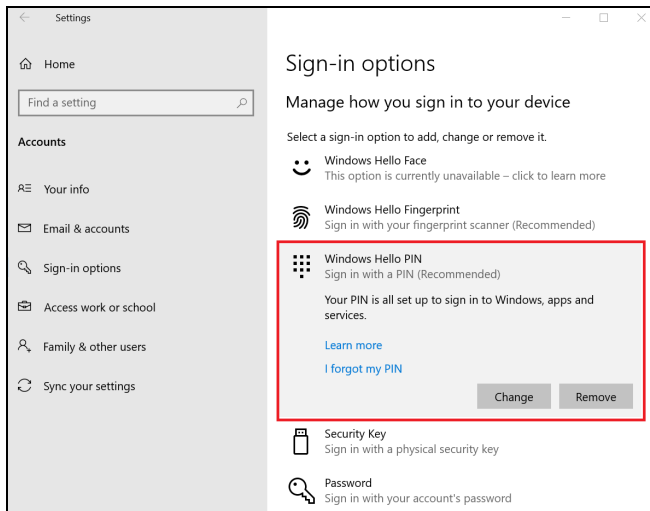 Settings
Home
Find a setting
Accounts
Your info
Email & accounts
Sign-in options
Access work or school
Family & other users
Sync your settings
Sign-in options
Manage how you sign in to your device
Select a sign-in option to add, change or remove it.
Windows Hello Face
This option is currently unavailable – click to learn more
Windows Hello Fingerprint
Sign in with your fingerprint scanner (Recommended)
Windows Hello PIN
Sign in with a PIN (Recommended)
Your PIN is all set up to sign in to Windows, apps and
services.
Learn more
I forgot my PIN
Change Remove
Security Key
Sign in with a physical security key
Password
Sign in with your account's password